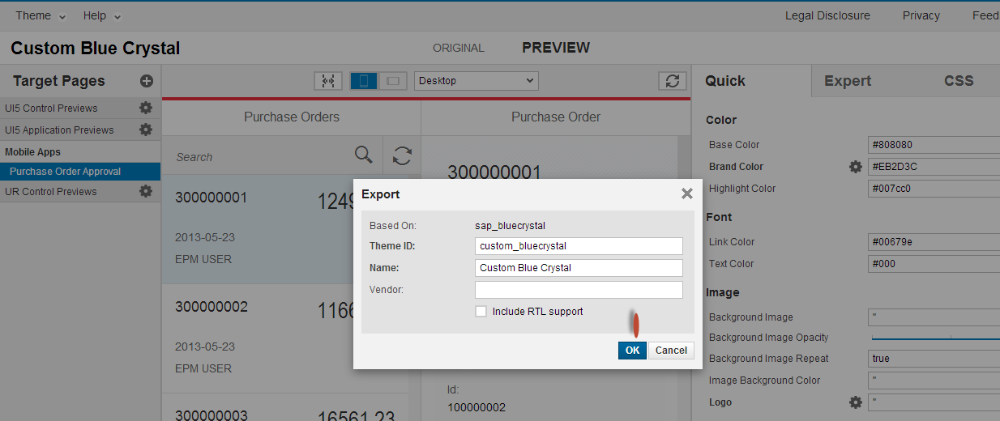 Theme Help Legal Disclosure Privacy Feed
Custom Blue Crystal ORIGINAL PREVIEW
Target Pages
UI5 Control Previews
UI5 Application Previews
Mobile Apps
Purchase Order Approval
UR Control Previews
Desktop
Purchase Orders
Search
300000001 1249
2013-05-23
EPM USER
300000002 1166
2013-05-23
EPM USER
300000003 16561.23
Purchase Order
300000001
Id:
100000002
Export
Based On: sap_bluecrystal
Theme ID: custom_bluecrystal
Name: Custom Blue Crystal
Vendor:
Include RTL support
OK Cancel
Quick Expert CSS
Color
Base Color #808080
Brand Color #EB2D3C
Highlight Color #007cc0
Font
Link Color #00679e
Text Color #000
Image
Background Image ''
Background Image Opacity
Background Image Repeat true
Image Background Color ''
Logo ''